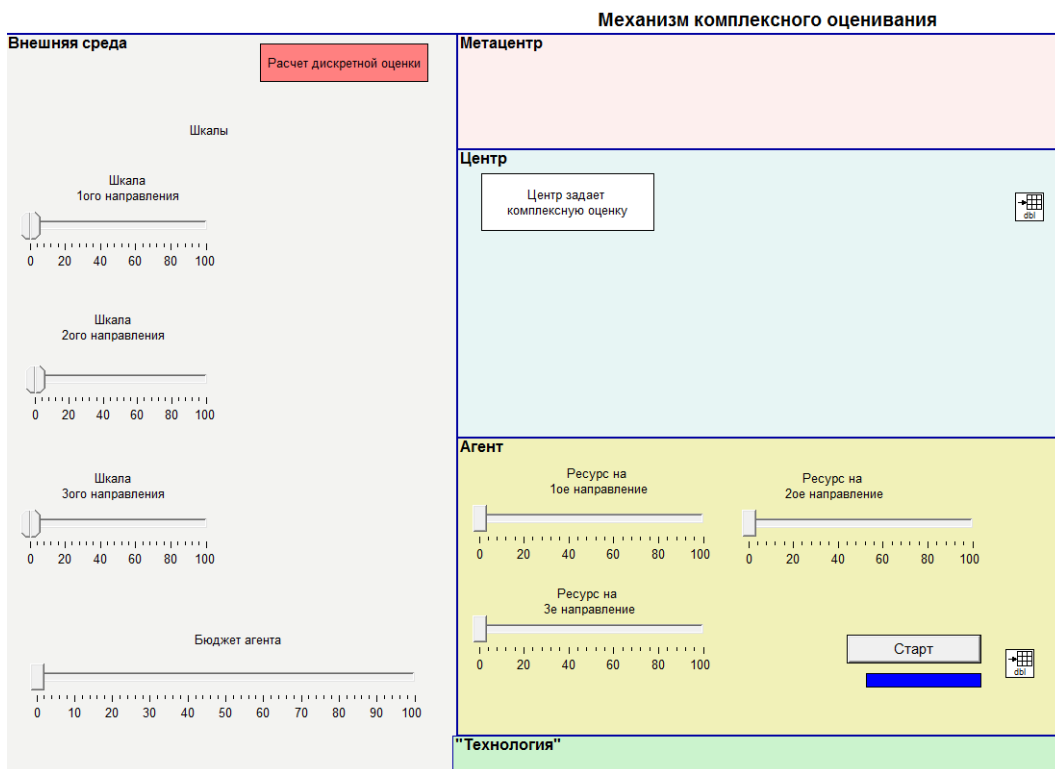 Механизм комплексного оценивания
Внешняя среда
Расчет дискретной оценки
Шкалы
Шкала
1ого направления
0 20 40 60 80 100
Шкала
2ого направления
0 20 40 60 80 100
Шкала
3ого направления
0 20 40 60 80 100
Бюджет агента
0 10 20 30 40 50 60 70 80 90 100
Метацентр
Центр
Центр задает
комплексную оценку
dbl
Агент
Ресурс на
1ое направление
0 20 40 60 80 100
Ресурс на
2ое направление
0 20 40 60 80 100
Ресурс на
3е направление
0 20 40 60 80 100
Старт
dbl
"Технология"